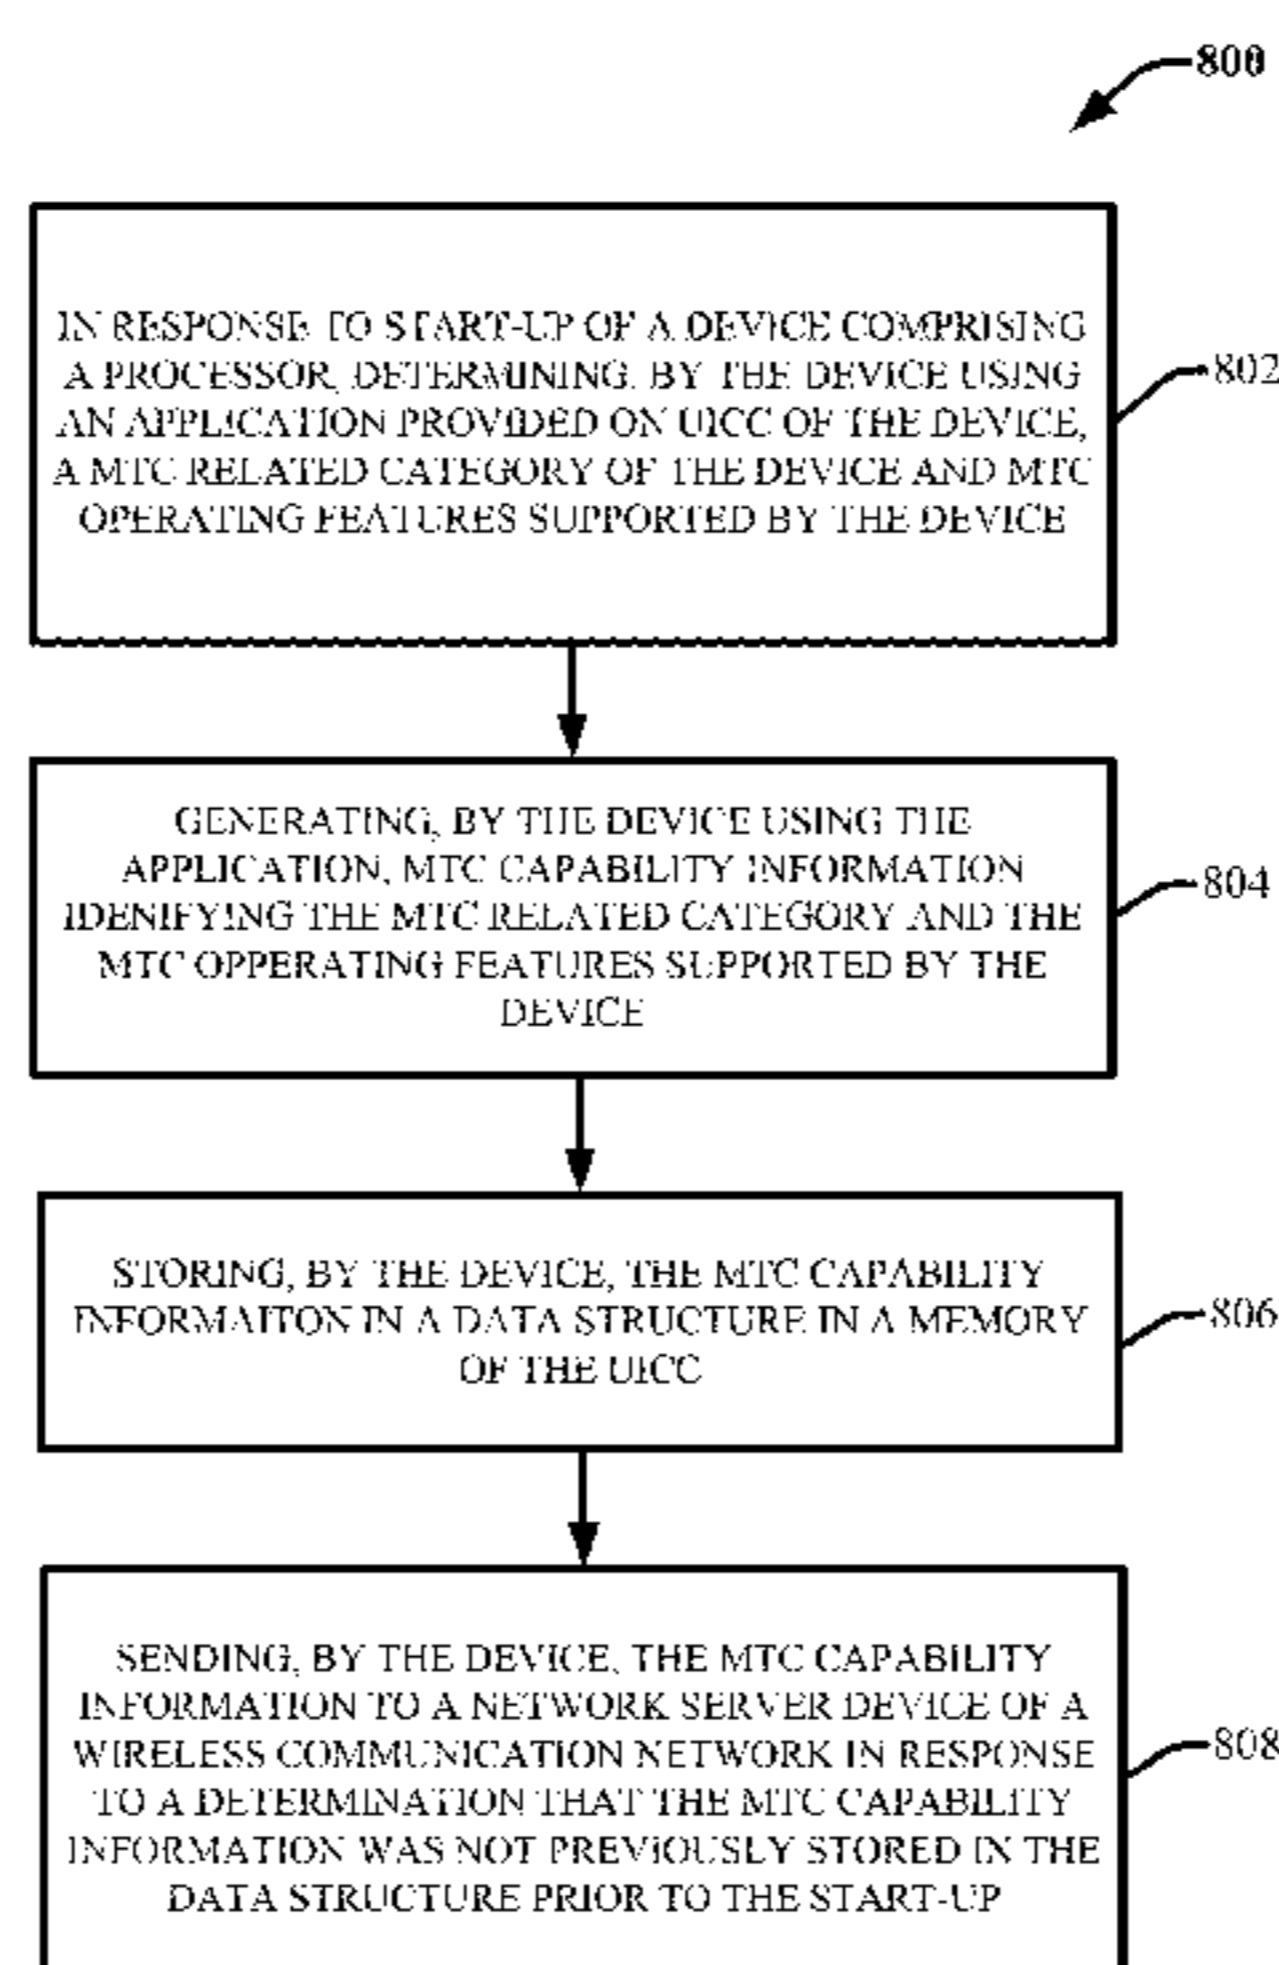 800
IN RESPONSE TO START-UP OF A DEVICE COMPRISING
A PROCESSOR, DETERMINING, BY THE DEVICE USING
AN APPLICATION PROVIDED ON UICC OF THE DEVICE,
A MTC RELATED CATEGORY OF THE DEVICE AND MTC
OPERATING FEATURES SUPPORTED BY THE DEVICE
802
GENERATING, BY THE DEVICE USING THE
APPLICATION, MTC CAPABILITY INFORMATION
IDENIFYING THE MTC RELATED CATEGORY AND THE
MTC OPPERATING FEATURES SUPPORTED BY THE
DEVICE
804
STORING, BY THE DEVICE, THE MTC CAPABILITY
INFORMAITON IN A DATA STRUCTURE IN A MEMORY
OF THE UICC
806
SENDING, BY THE DEVICE, THE MTC CAPABILITY
INFORMATION TO A NETWORK SERVER DEVICE OF A
WIRELESS COMMUNICATION NETWORK IN RESPONSE
TO A DETERMINATION THAT THE MTC CAPABILITY
INFORMATION WAS NOT PREVIOUSLY STORED IN THE
DATA STRUCTURE PRIOR TO THE START-UP
808